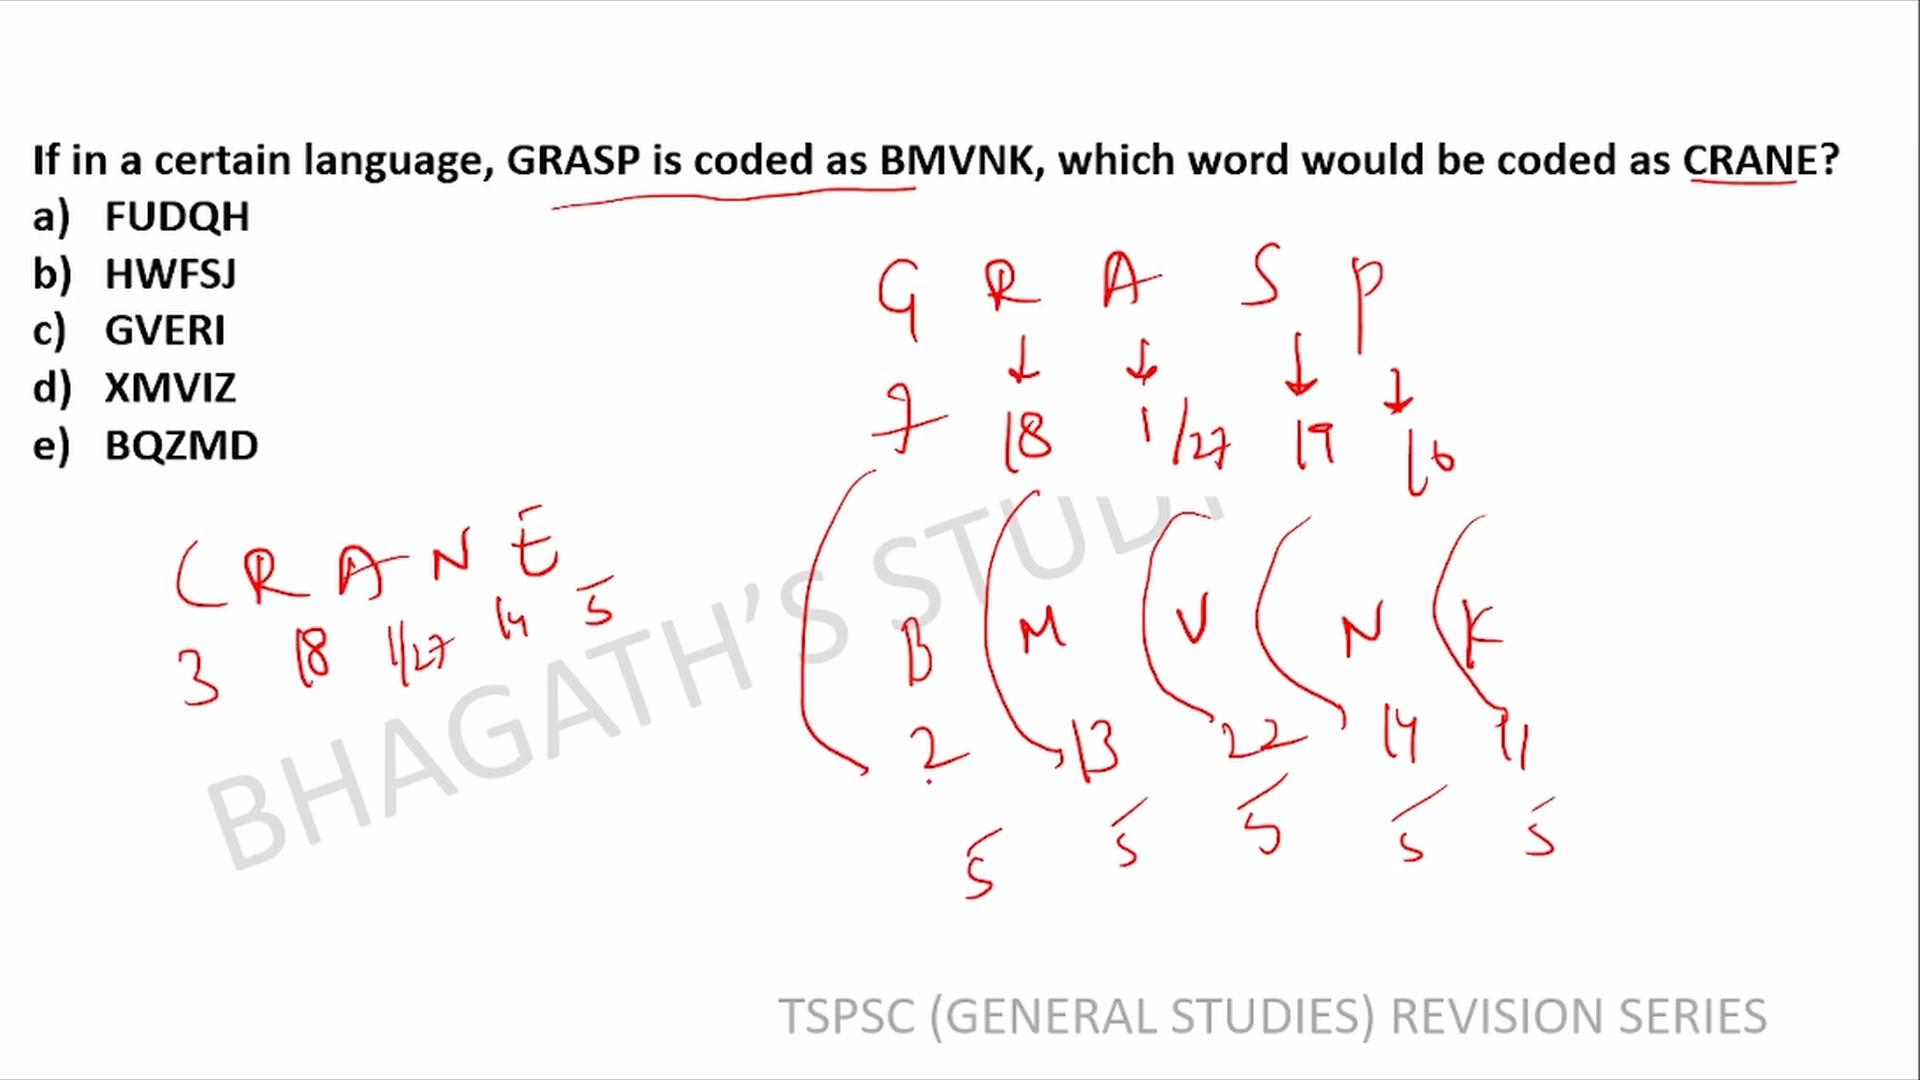 If in a certain language, GRASP is coded as BMVNK, which word would be coded as CRANE?
a) FUDQH
b) HWFSJ
c) GVERI
d) XMVIZ
e) BQZMD
G R A S P
7 18 1/27 19 16
C R A N E
3 18 1/27 14 5
B M V N K
2 13 22 14 11
5 5 5 5 5
BHAGATH'S STUDY
TSPSC (GENERAL STUDIES) REVISION SERIES